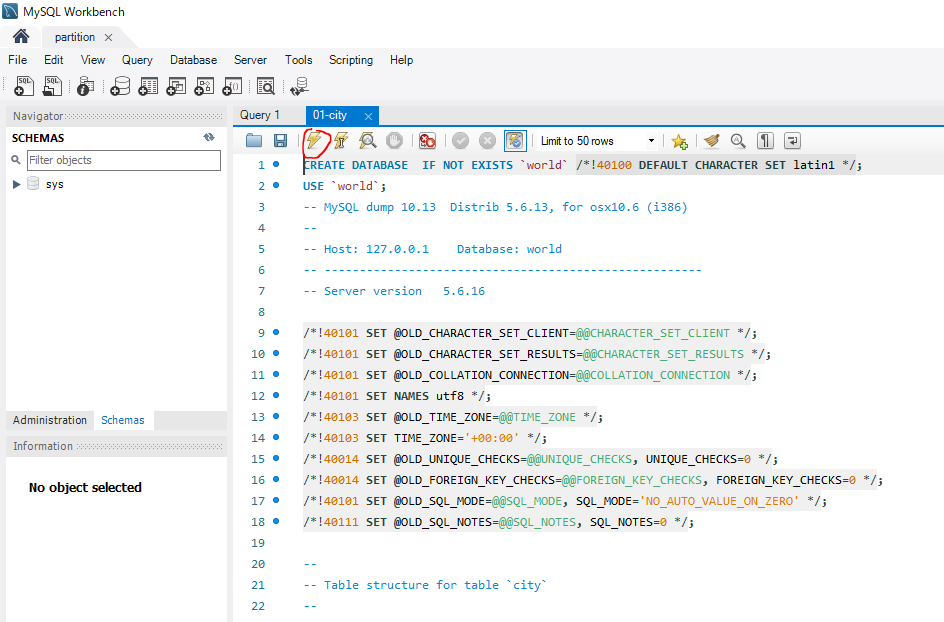 MySQL Workbench
partition
File Edit View Query Database Server Tools Scripting Help
Navigator
SCHEMAS
Filter objects
sys
Administration Schemas
Information
No object selected
Query 1 01-city
Limit to 50 rows
1 CREATE DATABASE  IF NOT EXISTS `world` /*!40100 DEFAULT CHARACTER SET latin1 */;
2 USE `world`;
3 -- MySQL dump 10.13  Distrib 5.6.13, for osx10.6 (i386)
4 --
5 -- Host: 127.0.0.1    Database: world
6 -- ------------------------------------------------------
7 -- Server version   5.6.16
8
9 /*!40101 SET @OLD_CHARACTER_SET_CLIENT=@@CHARACTER_SET_CLIENT */;
10 /*!40101 SET @OLD_CHARACTER_SET_RESULTS=@@CHARACTER_SET_RESULTS */;
11 /*!40101 SET @OLD_COLLATION_CONNECTION=@@COLLATION_CONNECTION */;
12 /*!40101 SET NAMES utf8 */;
13 /*!40103 SET @OLD_TIME_ZONE=@@TIME_ZONE */;
14 /*!40103 SET TIME_ZONE='+00:00' */;
15 /*!40014 SET @OLD_UNIQUE_CHECKS=@@UNIQUE_CHECKS, UNIQUE_CHECKS=0 */;
16 /*!40014 SET @OLD_FOREIGN_KEY_CHECKS=@@FOREIGN_KEY_CHECKS, FOREIGN_KEY_CHECKS=0 */;
17 /*!40101 SET @OLD_SQL_MODE=@@SQL_MODE, SQL_MODE='NO_AUTO_VALUE_ON_ZERO' */;
18 /*!40111 SET @OLD_SQL_NOTES=@@SQL_NOTES, SQL_NOTES=0 */;
19
20 --
21 -- Table structure for table `city`
22 --